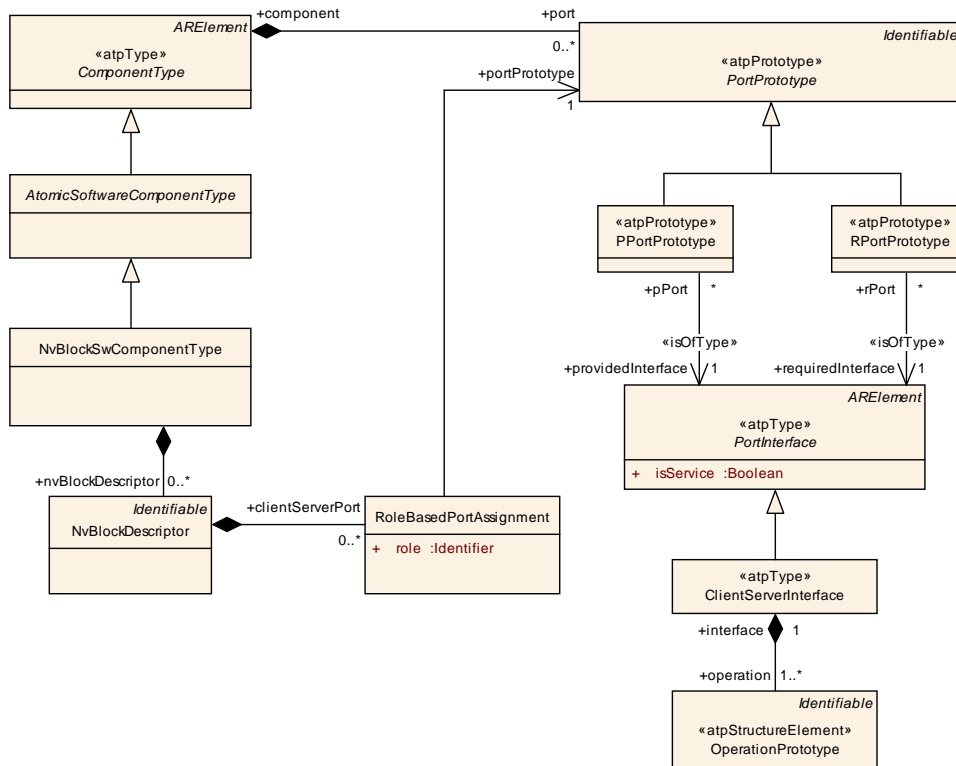 +component
+port
ARElement
«atpType»
ComponentType
0..*
Identifiable
«atpPrototype»
PortPrototype
+portPrototype
1
AtomicSoftwareComponentType
«atpPrototype»
PPortPrototype
«atpPrototype»
RPortPrototype
+pPort *
+rPort *
NvBlockSwComponentType
«isOfType»
«isOfType»
+providedInterface 1
+requiredInterface 1
ARElement
«atpType»
PortInterface
+ isService :Boolean
+nvBlockDescriptor 0..*
Identifiable
NvBlockDescriptor
+clientServerPort
0..*
RoleBasedPortAssignment
+ role :Identifier
«atpType»
ClientServerInterface
+interface 1
+operation 1..*
Identifiable
«atpStructureElement»
OperationPrototype